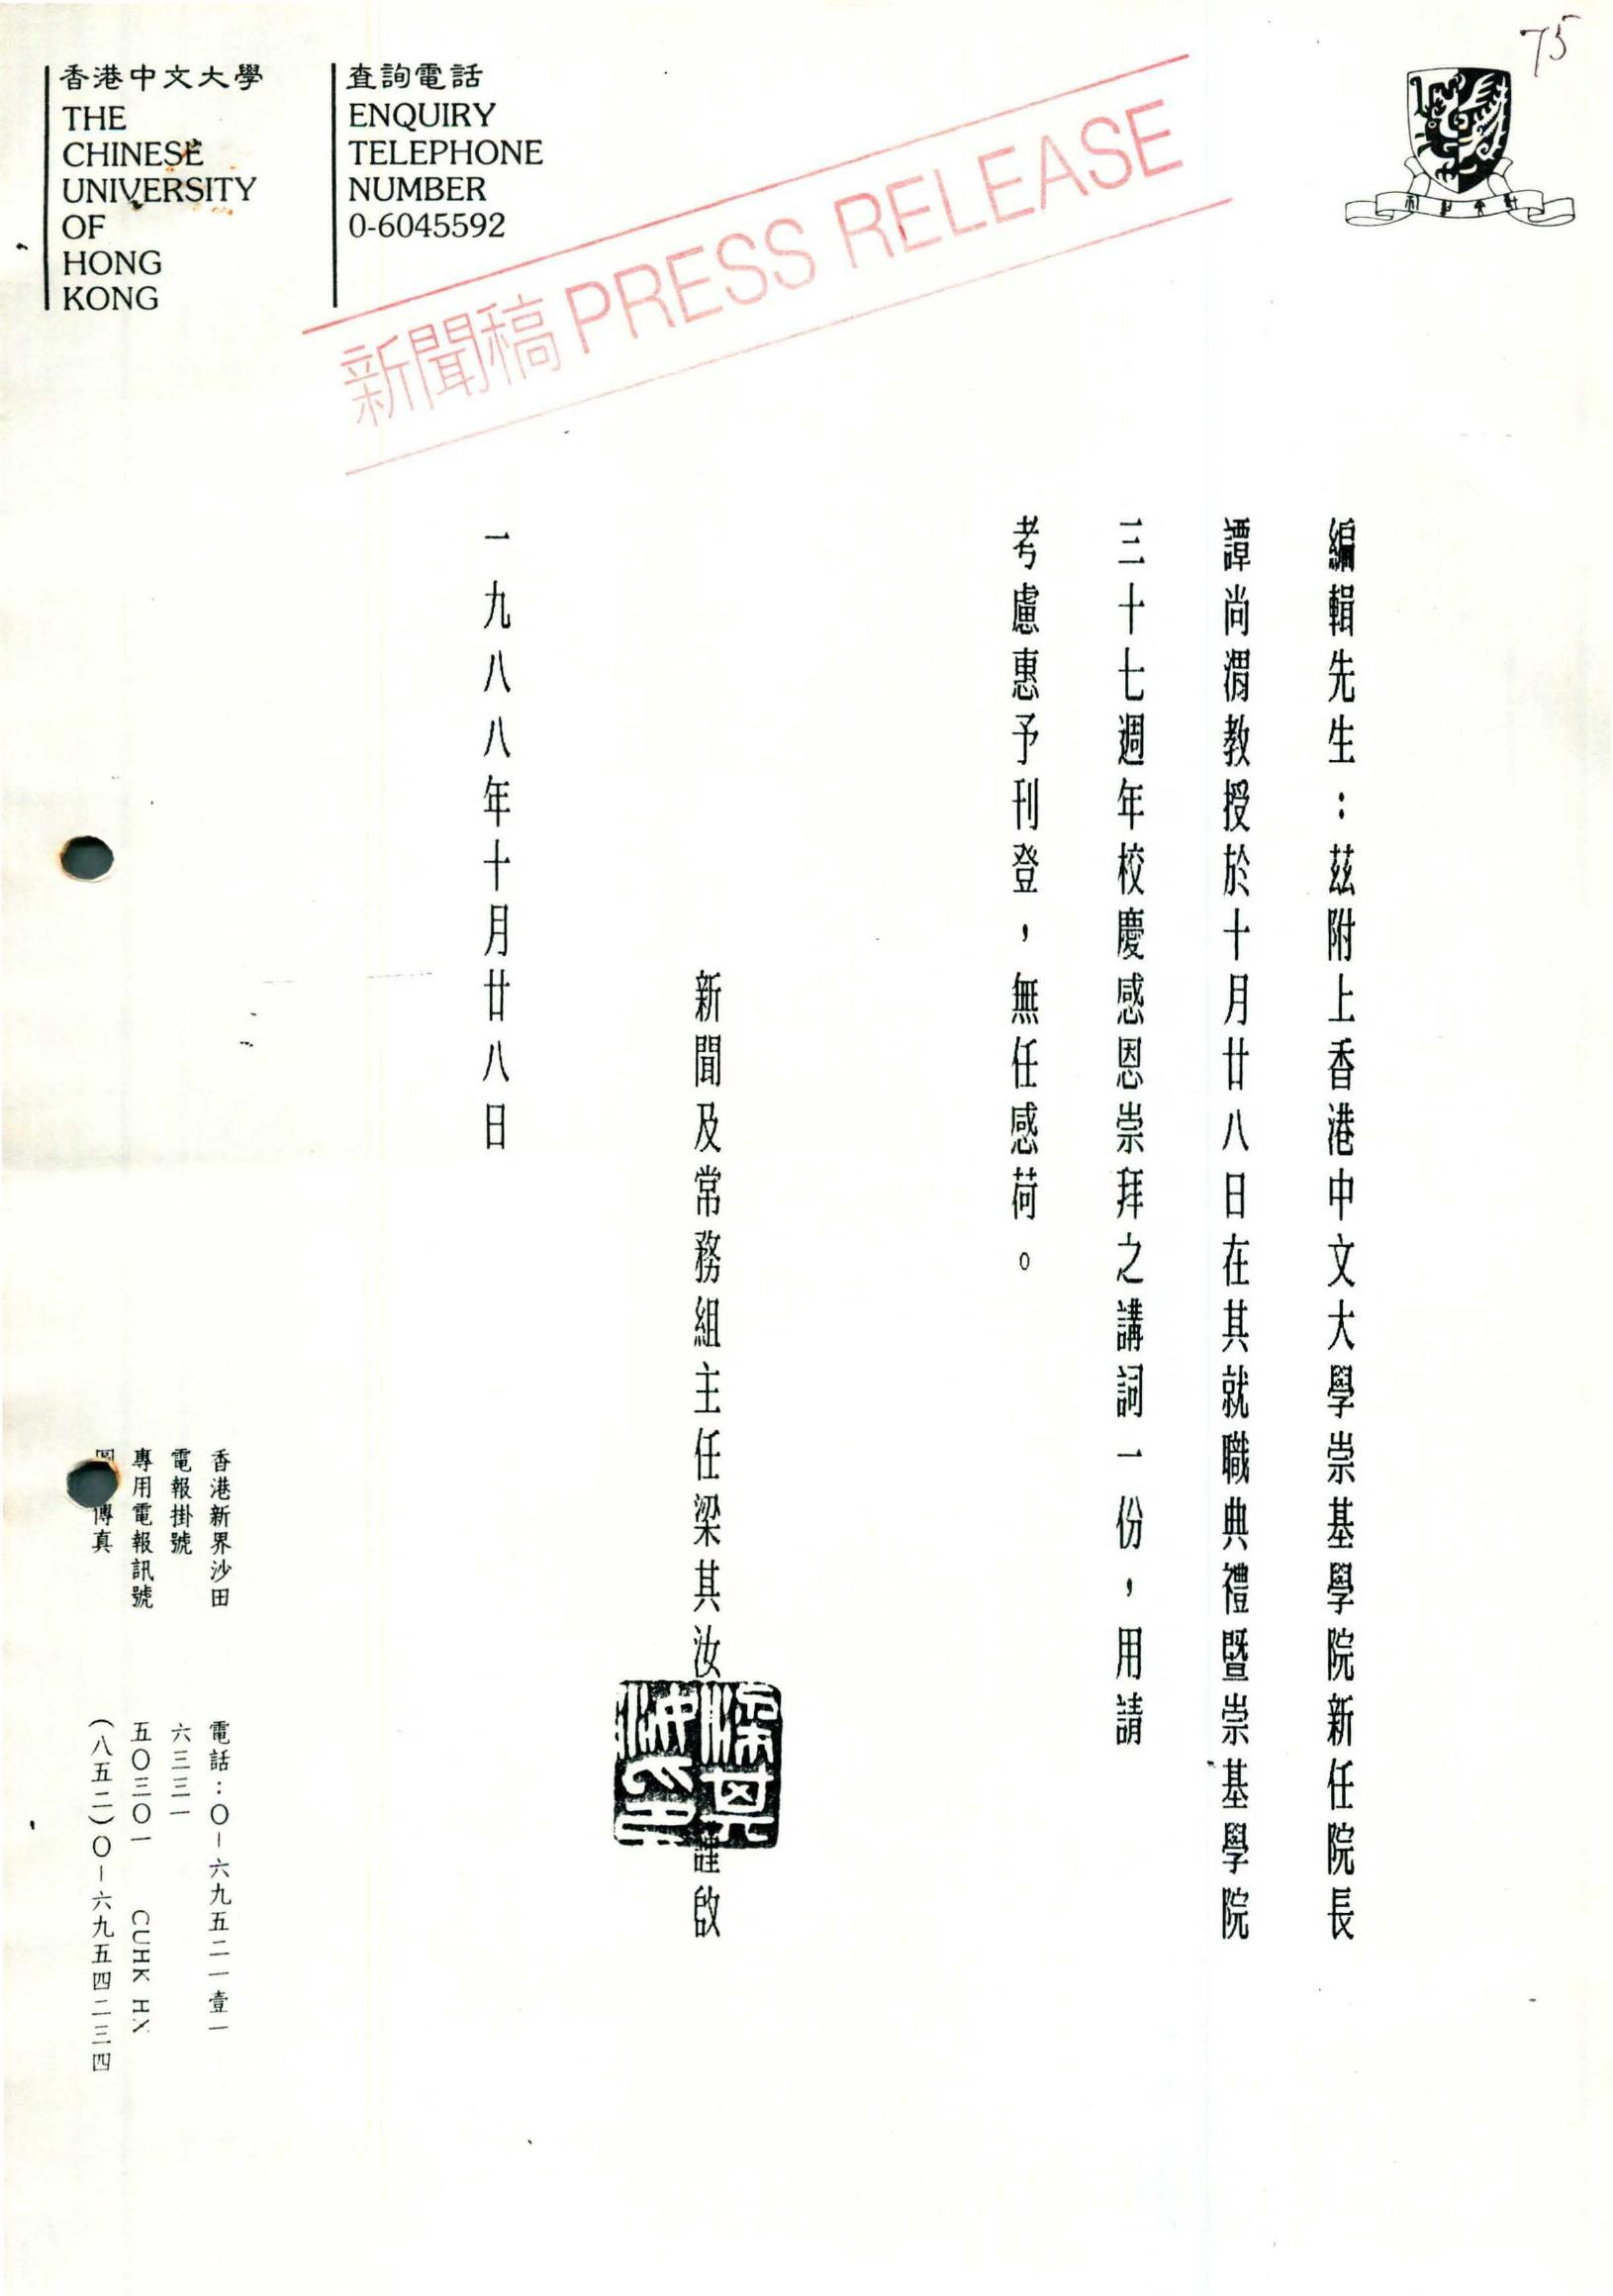 75
香港中文大學
THE
CHINESE
UNIVERSITY
OF
HONG
KONG
查詢電話
ENQUIRY
TELEPHONE
NUMBER
0-6045592
新聞稿 PRESS RELEASE
編輯先生：茲附上香港中文大學崇基學院新任院長
譚尚渭教授於十月廿八日在其就職典禮暨崇基學院
三十七週年校慶感恩崇拜之講詞一份，用請
考慮惠予刊登，無任感荷。
新聞及常務組主任梁其汝謹啟
一九八八年十月廿八日
香港新界沙田 電話：〇－六九五二一壹一
電報掛號 六三三一
專用電報訊號 五〇三〇一 CUHK HX
傳真 （八五二）〇－六九五四二三四